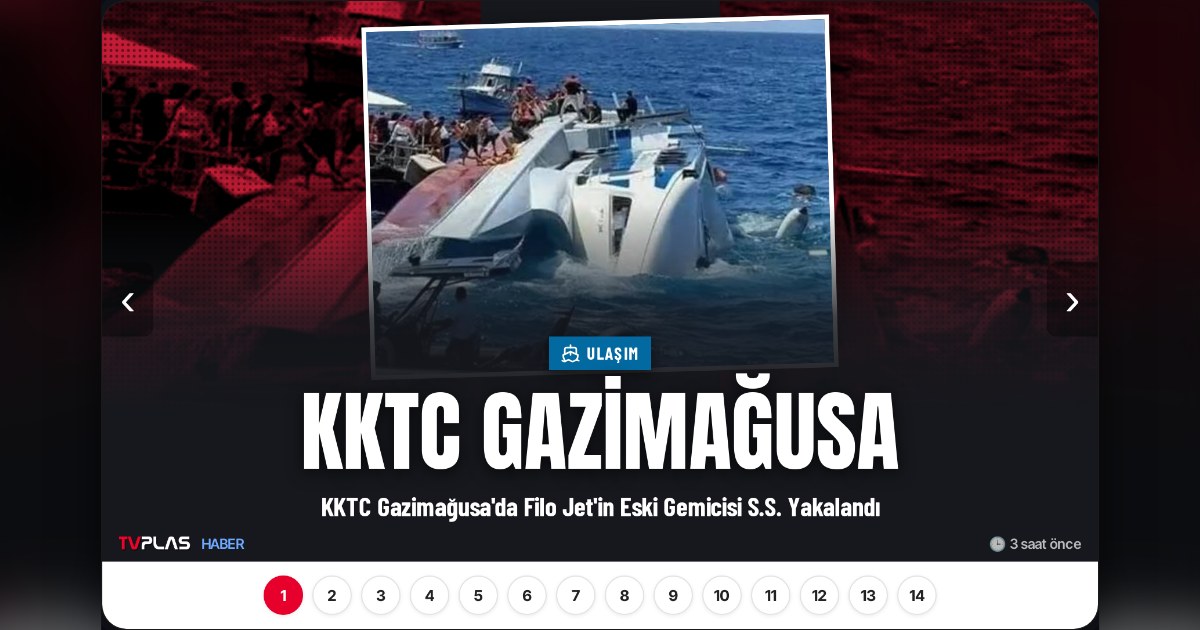 ULAŞIM
KKTC GAZİMAĞUSA
KKTC Gazimağusa'da Filo Jet'in Eski Gemicisi S.S. Yakalandı
TVPLAS HABER
3 saat önce
1 2 3 4 5 6 7 8 9 10 11 12 13 14